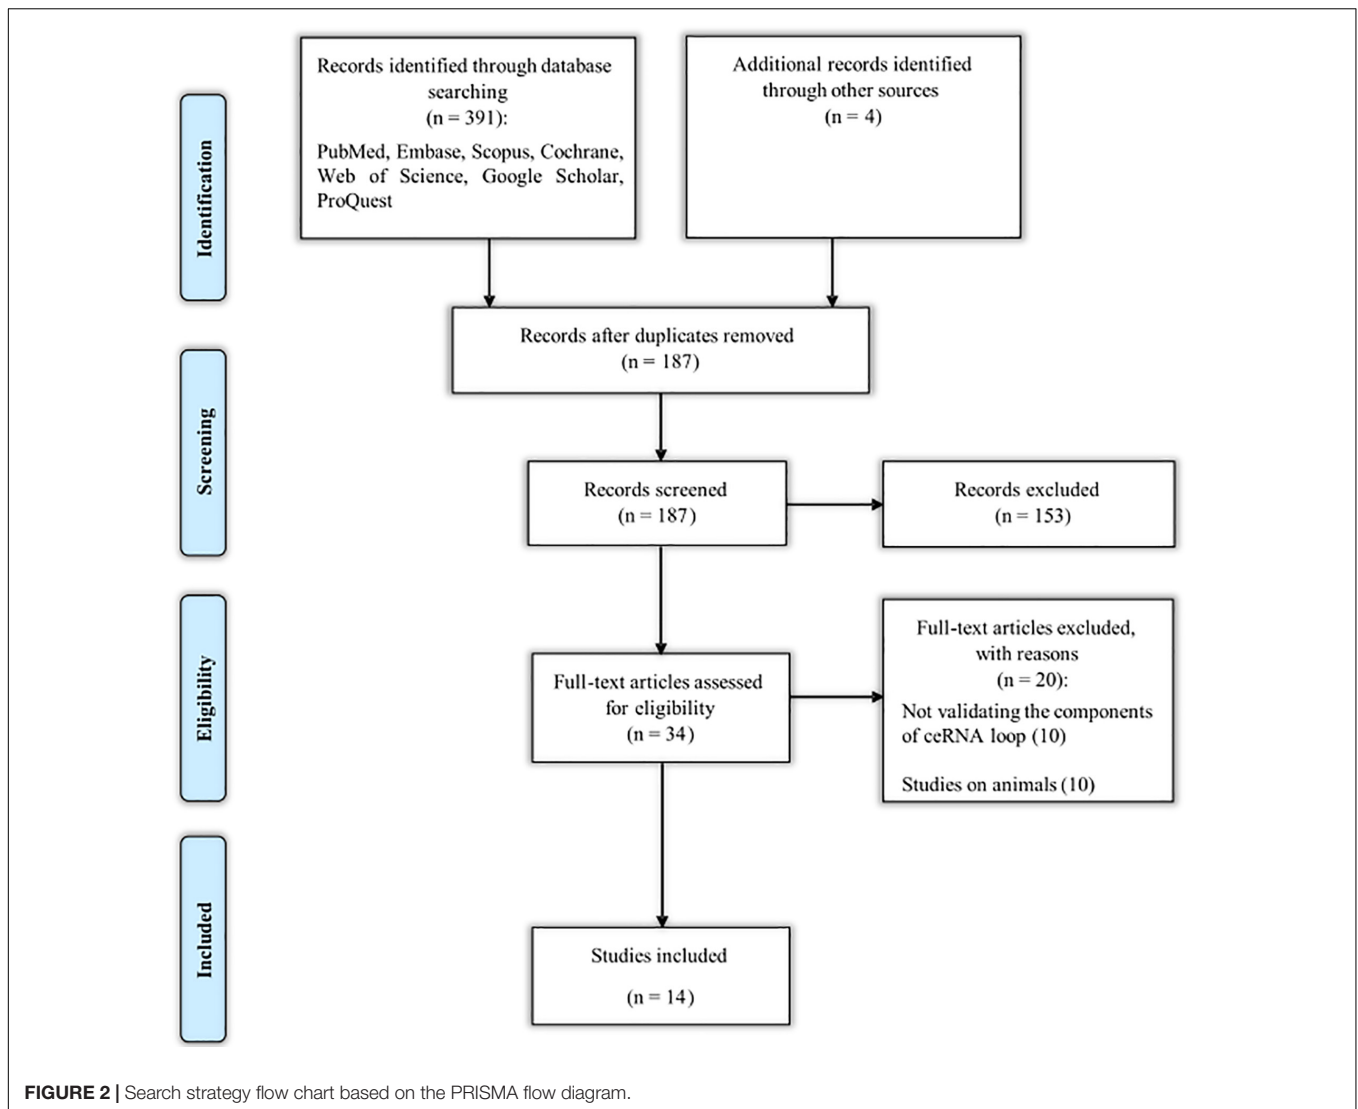 Records identified through database
searching
(n = 391):
PubMed, Embase, Scopus, Cochrane,
Web of Science, Google Scholar,
ProQuest
Additional records identified
through other sources
(n = 4)
Identification
Records after duplicates removed
(n = 187)
Screening
Records screened
(n = 187)
Records excluded
(n = 153)
Eligibility
Full-text articles assessed
for eligibility
(n = 34)
Full-text articles excluded,
with reasons
(n = 20):
Not validating the components
of ceRNA loop (10)
Studies on animals (10)
Included
Studies included
(n = 14)
FIGURE 2 | Search strategy flow chart based on the PRISMA flow diagram.